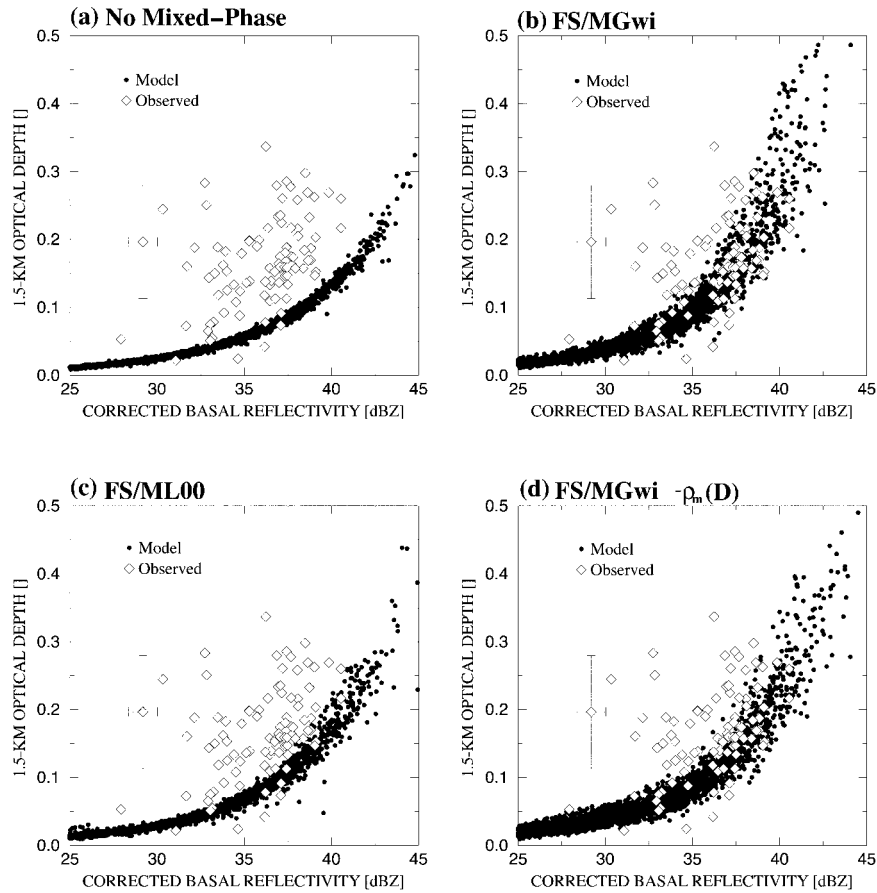 (a) No Mixed-Phase
0.5
0.4
0.3
0.2
0.1
0.0
1.5-KM OPTICAL DEPTH []
Model
Observed
25 30 35 40 45
CORRECTED BASAL REFLECTIVITY [dBZ]
(b) FS/MGwi
0.5
0.4
0.3
0.2
0.1
0.0
1.5-KM OPTICAL DEPTH []
Model
Observed
25 30 35 40 45
CORRECTED BASAL REFLECTIVITY [dBZ]
(c) FS/ML00
0.5
0.4
0.3
0.2
0.1
0.0
1.5-KM OPTICAL DEPTH []
Model
Observed
25 30 35 40 45
CORRECTED BASAL REFLECTIVITY [dBZ]
(d) FS/MGwi -ρm(D)
0.5
0.4
0.3
0.2
0.1
0.0
1.5-KM OPTICAL DEPTH []
Model
Observed
25 30 35 40 45
CORRECTED BASAL REFLECTIVITY [dBZ]